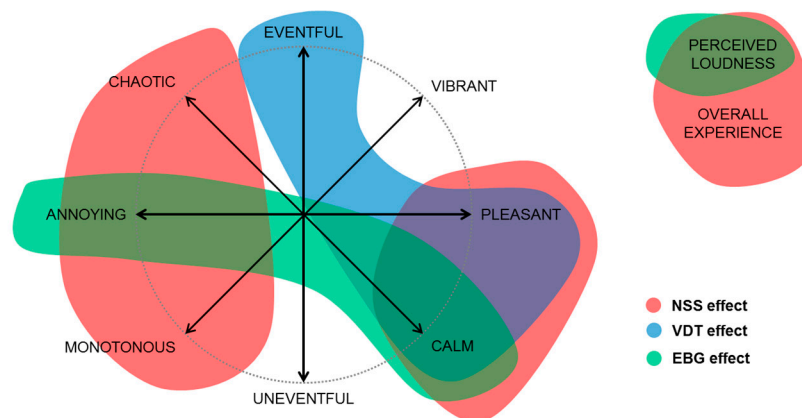 EVENTFUL
CHAOTIC
VIBRANT
ANNOYING
PLEASANT
MONOTONOUS
CALM
UNEVENTFUL
PERCEIVED
LOUDNESS
OVERALL
EXPERIENCE
NSS effect
VDT effect
EBG effect